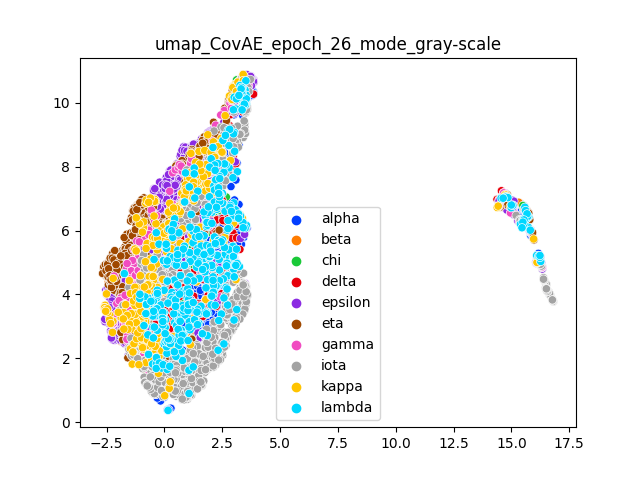 umap_CovAE_epoch_26_mode_gray-scale
10
8
6
4
2
0
alpha
beta
chi
delta
epsilon
eta
gamma
iota
kappa
lambda
−2.5 0.0 2.5 5.0 7.5 10.0 12.5 15.0 17.5